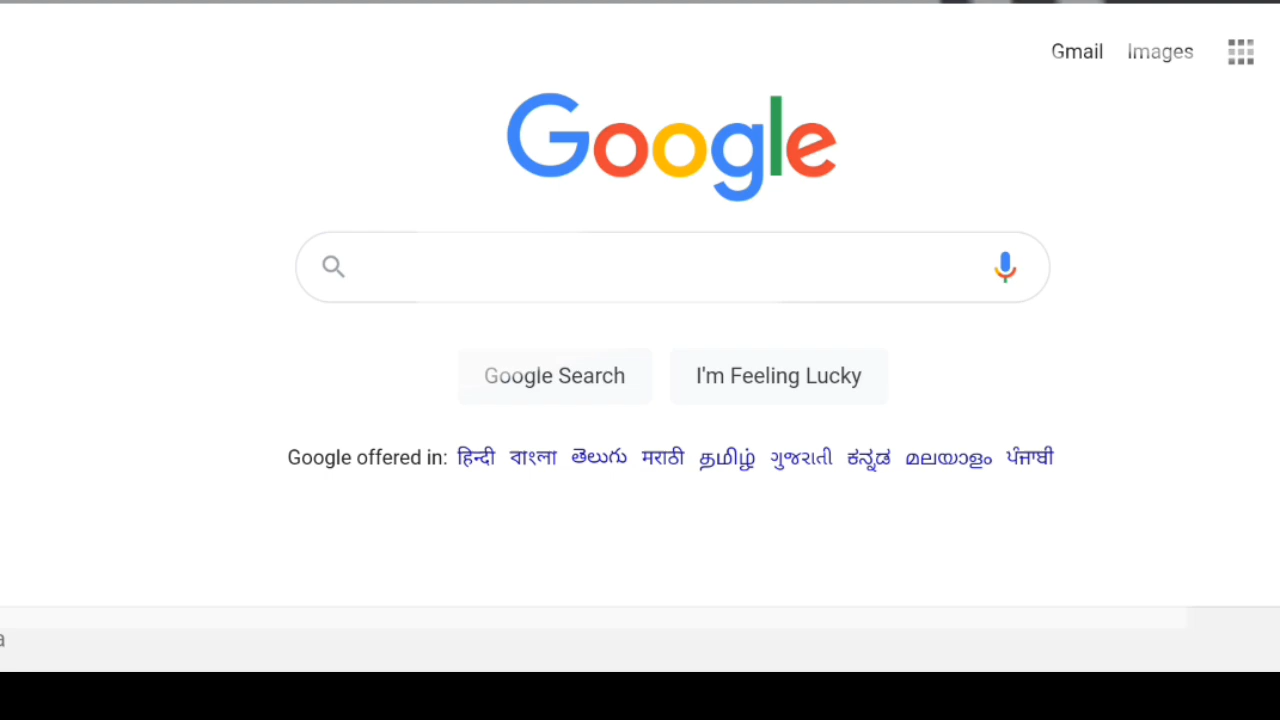 Gmail Images
Google
Google Search I'm Feeling Lucky
Google offered in: हिन्दी বাংলা తెలుగు मराठी தமிழ் ગુજરાતી ಕನ್ನಡ മലയാളം ਪੰਜਾਬੀ